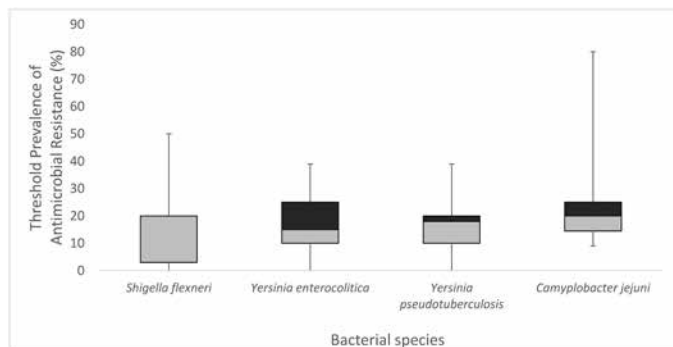 Threshold Prevalence of
Antimicrobial Resistance (%)
90
80
70
60
50
40
30
20
10
0
Shigella flexneri
Yersinia enterocolitica
Yersinia
pseudotuberculosis
Camyplobacter jejuni
Bacterial species